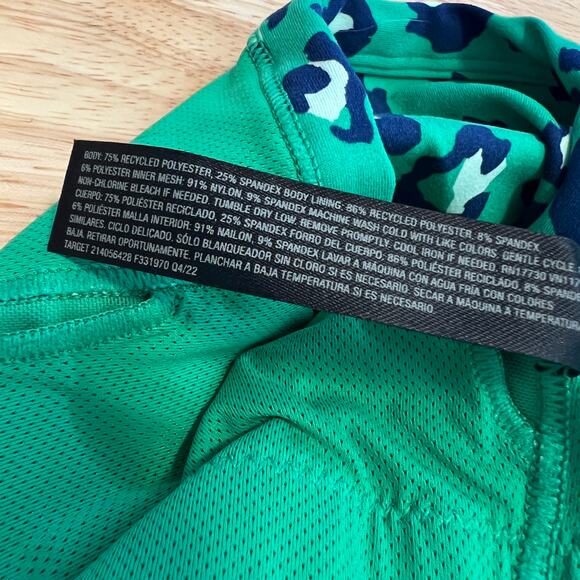 BODY: 75% RECYCLED POLYESTER, 25% SPANDEX BODY LINING: 86% RECYCLED POLYESTER, 8% SPANDEX
6% POLYESTER INNER MESH: 91% NYLON, 9% SPANDEX MACHINE WASH COLD WITH LIKE COLORS. GENTLE CYCLE.
NON-CHLORINE BLEACH IF NEEDED. TUMBLE DRY LOW. REMOVE PROMPTLY. COOL IRON IF NEEDED. RN17730
CUERPO: 75% POLIÉSTER RECICLADO, 25% SPANDEX FORRO DEL CUERPO: 86% POLIÉSTER RECICLADO, 8% SPANDEX
6% POLIÉSTER MALLA INTERIOR: 91% NAILON, 9% SPANDEX LAVAR A MÁQUINA CON AGUA FRÍA CON COLORES
SIMILARES. CICLO DELICADO. SÓLO BLANQUEADOR SIN CLORO SI ES NECESARIO. SECAR A MÁQUINA A TEMPERATURA
BAJA. RETIRAR OPORTUNAMENTE. PLANCHAR A BAJA TEMPERATURA SI ES NECESARIO
TARGET 214056428 F331970 Q4/22